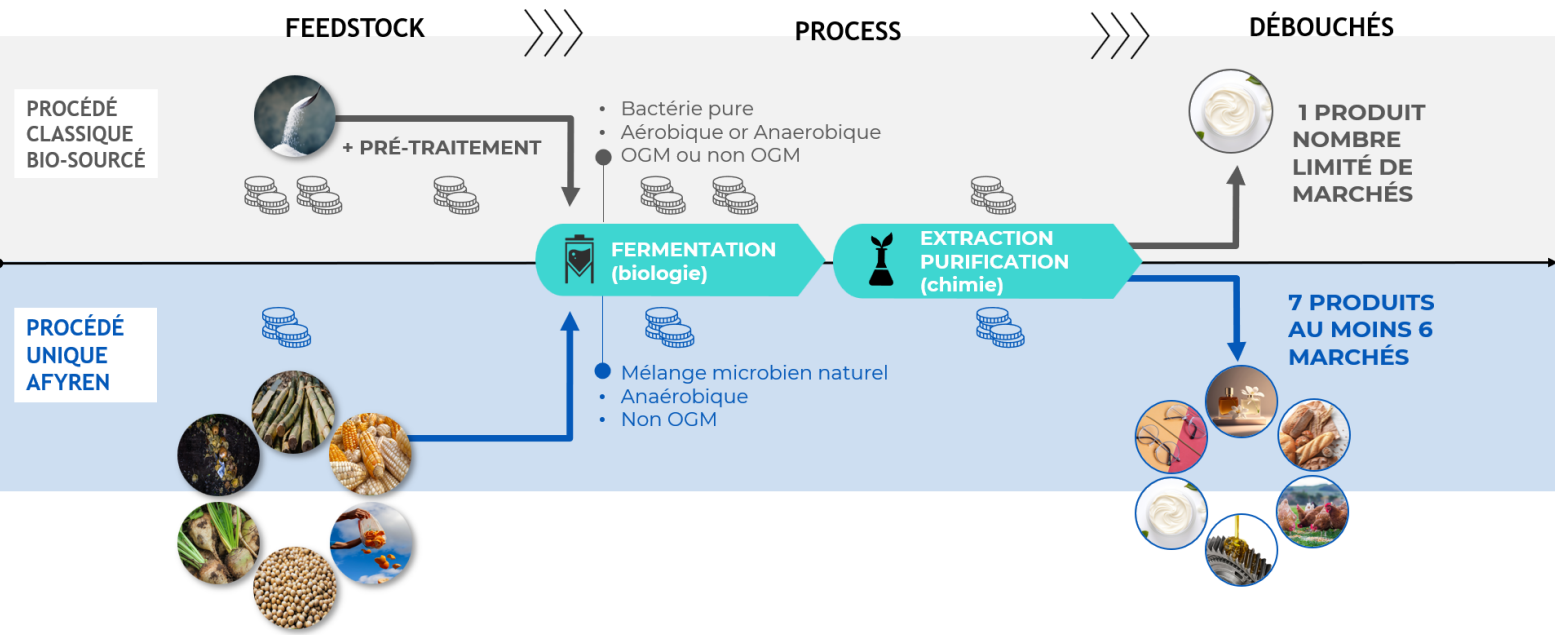 FEEDSTOCK
PROCESS
DÉBOUCHÉS
PROCÉDÉ
CLASSIQUE
BIO-SOURCÉ
+ PRÉ-TRAITEMENT
• Bactérie pure
• Aérobique or Anaerobique
OGM ou non OGM
1 PRODUIT
NOMBRE
LIMITÉ DE
MARCHÉS
FERMENTATION
(biologie)
EXTRACTION
PURIFICATION
(chimie)
PROCÉDÉ
UNIQUE
AFYREN
Mélange microbien naturel
• Anaérobique
• Non OGM
7 PRODUITS
AU MOINS 6
MARCHÉS